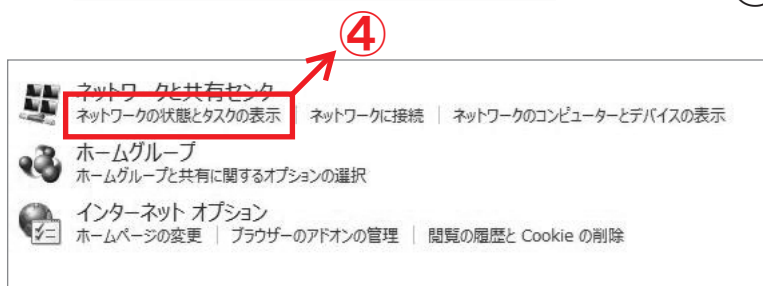 ④
ネットワークと共有センター
ネットワークの状態とタスクの表示 ネットワークに接続 ネットワークのコンピューターとデバイスの表示
ホームグループ
ホームグループと共有に関するオプションの選択
インターネット オプション
ホームページの変更 ブラウザーのアドオンの管理 閲覧の履歴と Cookie の削除